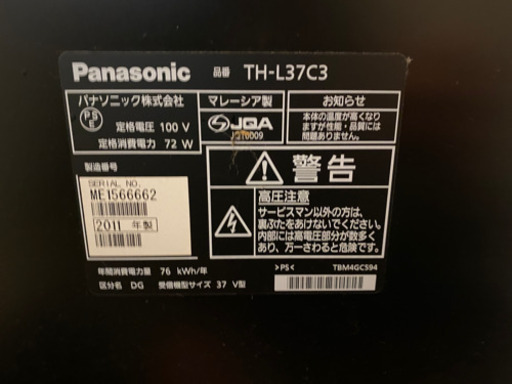 Panasonic 品番 TH-L37C3
パナソニック株式会社
PSE
定格電圧 100 V
定格消費電力 72 W
マレーシア製
JQA
お知らせ
本体の温度が高くなり
ますが性能・品質には
問題ありません。
製造番号
SERIAL NO.
ME1566662
2011 年製
警告
高圧注意
サービスマン以外の方は、
裏ぶたをあけないでください。
内部には高電圧部分が数多く
あり、万一さわると危険です。
年間消費電力量 76 kWh/年
区分名 DG 受信機型サイズ 37 V型
>PS<
TBM4GC594